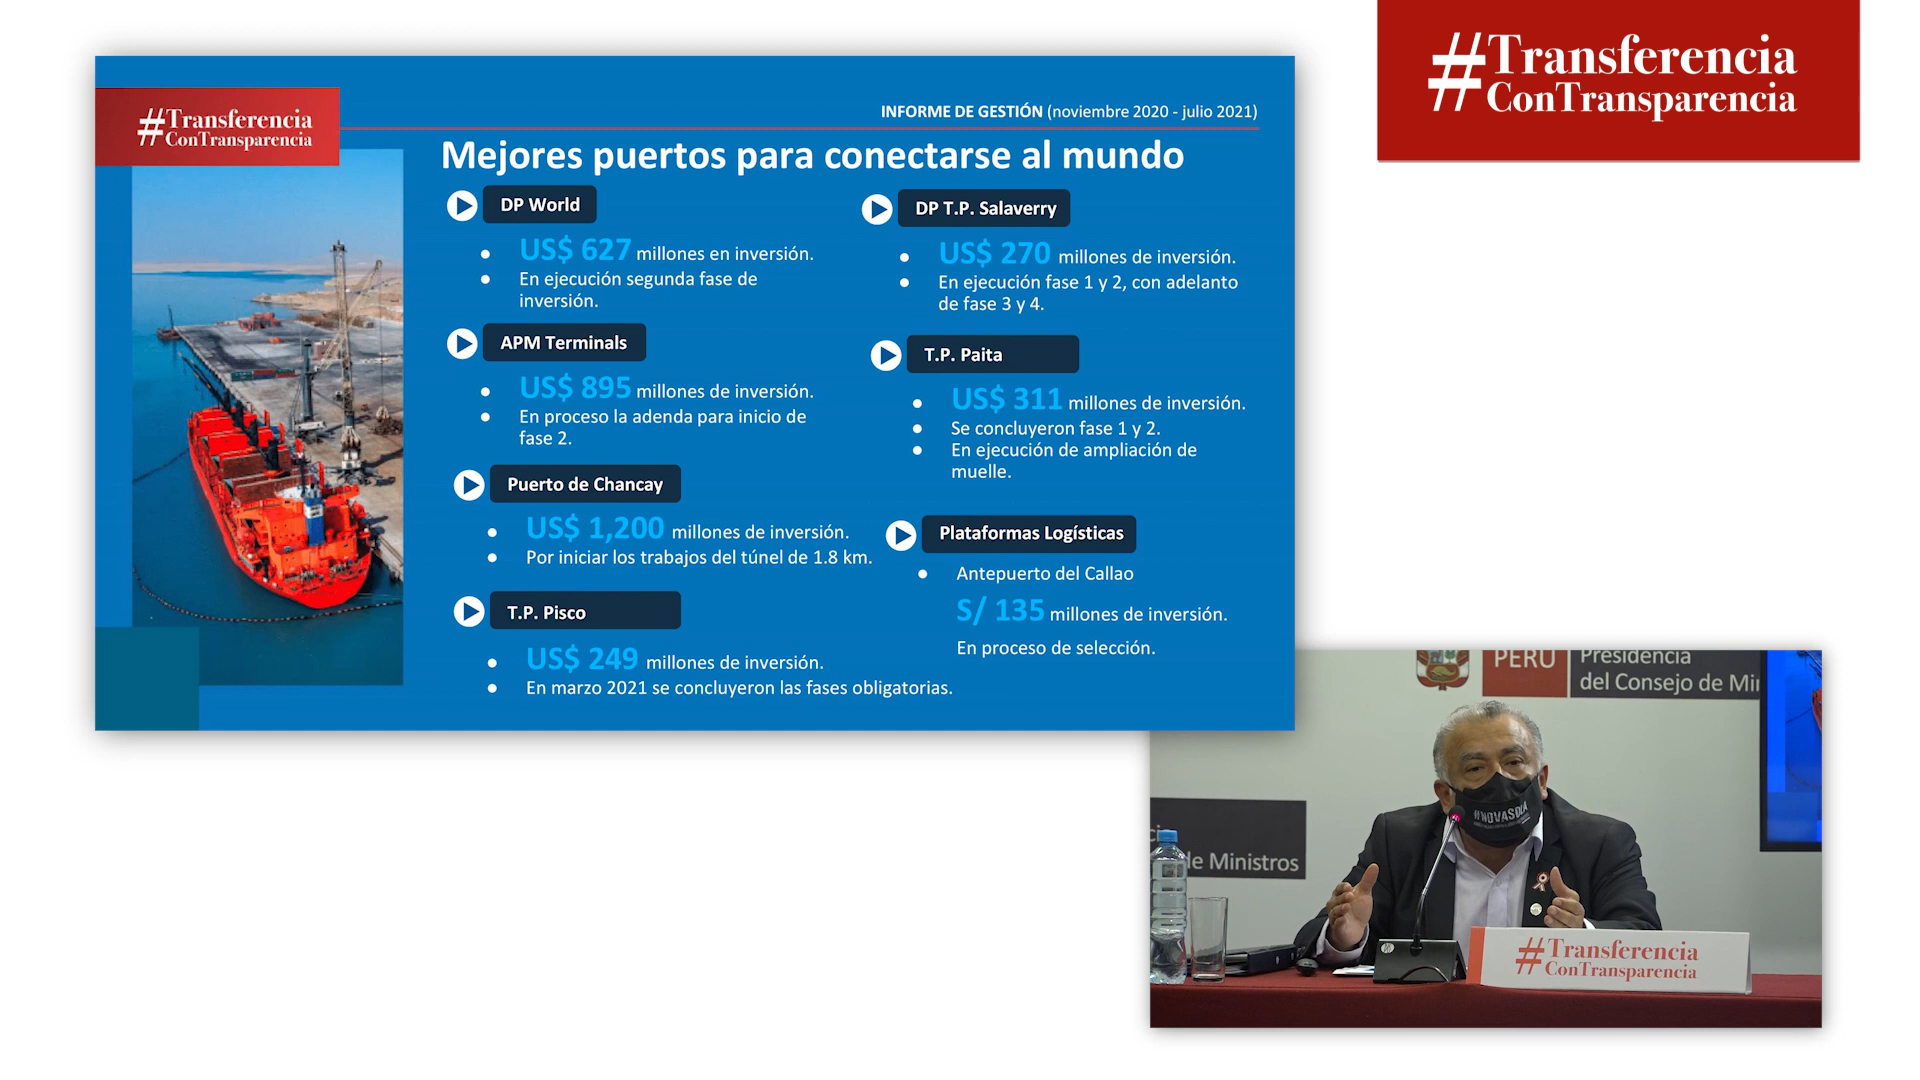 #Transferencia
ConTransparencia
#Transferencia
ConTransparencia
INFORME DE GESTIÓN (noviembre 2020 - julio 2021)
Mejores puertos para conectarse al mundo
DP World
US$ 627 millones en inversión.
En ejecución segunda fase de
inversión.
APM Terminals
US$ 895 millones de inversión.
En proceso la adenda para inicio de
fase 2.
Puerto de Chancay
US$ 1,200 millones de inversión.
Por iniciar los trabajos del túnel de 1.8 km.
T.P. Pisco
US$ 249 millones de inversión.
En marzo 2021 se concluyeron las fases obligatorias.
DP T.P. Salaverry
US$ 270 millones de inversión.
En ejecución fase 1 y 2, con adelanto
de fase 3 y 4.
T.P. Paita
US$ 311 millones de inversión.
Se concluyeron fase 1 y 2.
En ejecución de ampliación de
muelle.
Plataformas Logísticas
Antepuerto del Callao
S/ 135 millones de inversión.
En proceso de selección.
PERÚ
Presidencia
del Consejo de Mi
de Ministros
#Transferencia
ConTransparencia